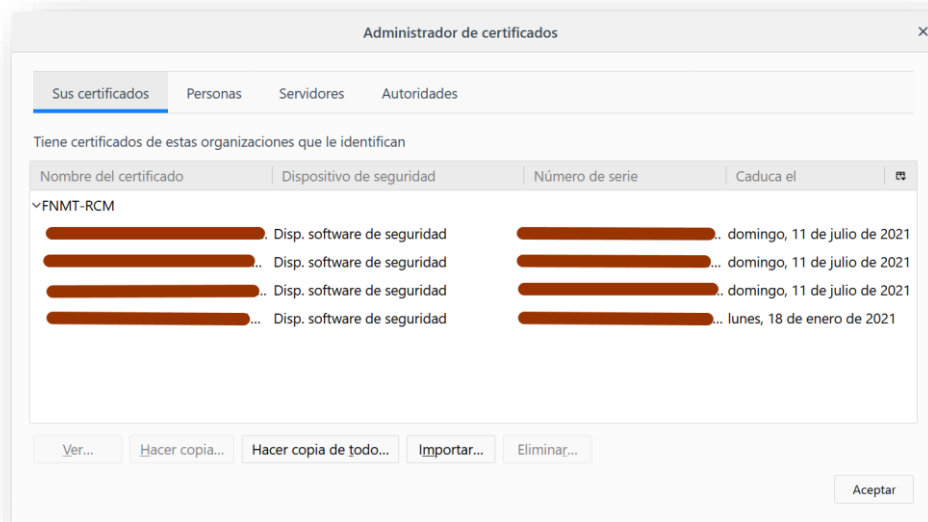 Administrador de certificados
Sus certificados Personas Servidores Autoridades
Tiene certificados de estas organizaciones que le identifican
Nombre del certificado Dispositivo de seguridad Número de serie Caduca el
FNMT-RCM
. Disp. software de seguridad .. domingo, 11 de julio de 2021
... Disp. software de seguridad ... domingo, 11 de julio de 2021
.. Disp. software de seguridad . domingo, 11 de julio de 2021
... Disp. software de seguridad ... lunes, 18 de enero de 2021
Ver... Hacer copia... Hacer copia de todo... Importar... Eliminar...
Aceptar